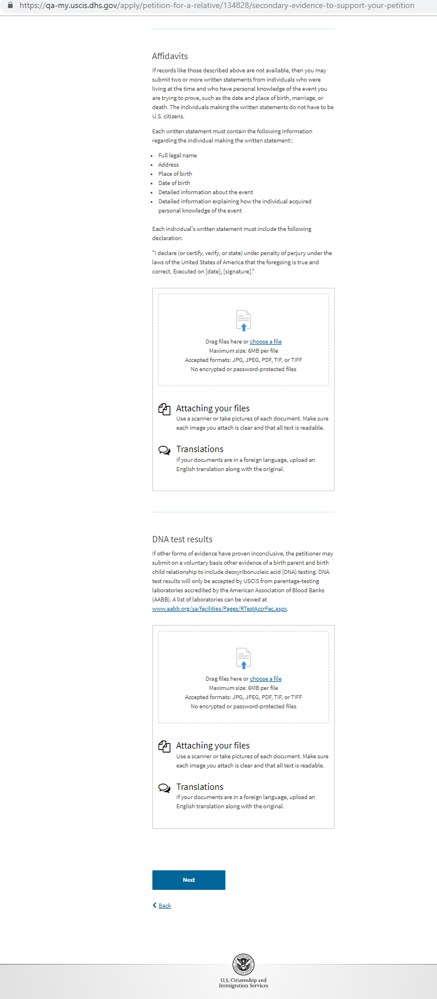 https://qa-my.uscis.dhs.gov/apply/petition-for-a-relative/134828/secondary-evidence-to-support-your-petition
Affidavits
If records like those described above are not available, then you may
submit two or more written statements from individuals who were
living at the time and who have personal knowledge of the event you
are trying to prove, such as the date and place of birth, marriage, or
death. The individuals making the written statements do not have to be
U.S. citizens.
Each written statement must contain the following information
regarding the individual making the written statement::
• Full legal name
• Address
• Place of birth
• Date of birth
• Detailed information about the event
• Detailed information explaining how the individual acquired
personal knowledge of the event
Each individual's written statement must include the following
declaration:
"I declare (or certify, verify, or state) under penalty of perjury under the
laws of the United States of America that the foregoing is true and
correct. Executed on [date], [signature]."
Drag files here or choose a file
Maximum size: 6MB per file
Accepted formats: JPG, JPEG, PDF, TIF, or TIFF
No encrypted or password-protected files
Attaching your files
Use a scanner or take pictures of each document. Make sure
each image you attach is clear and that all text is readable.
Translations
If your documents are in a foreign language, upload an
English translation along with the original.
DNA test results
If other forms of evidence have proven inconclusive, the petitioner may
submit on a voluntary basis other evidence of a birth parent and birth
child relationship to include deoxyribonucleic acid (DNA) testing. DNA
test results will only be accepted by USCIS from parentage-testing
laboratories accredited by the American Association of Blood Banks
(AABB). A list of laboratories can be viewed at
www.aabb.org/sa/facilities/Pages/RTestAccrFac.aspx.
Drag files here or choose a file
Maximum size: 6MB per file
Accepted formats: JPG, JPEG, PDF, TIF, or TIFF
No encrypted or password-protected files
Attaching your files
Use a scanner or take pictures of each document. Make sure
each image you attach is clear and that all text is readable.
Translations
If your documents are in a foreign language, upload an
English translation along with the original.
Next
Back
U.S. Citizenship and
Immigration Services